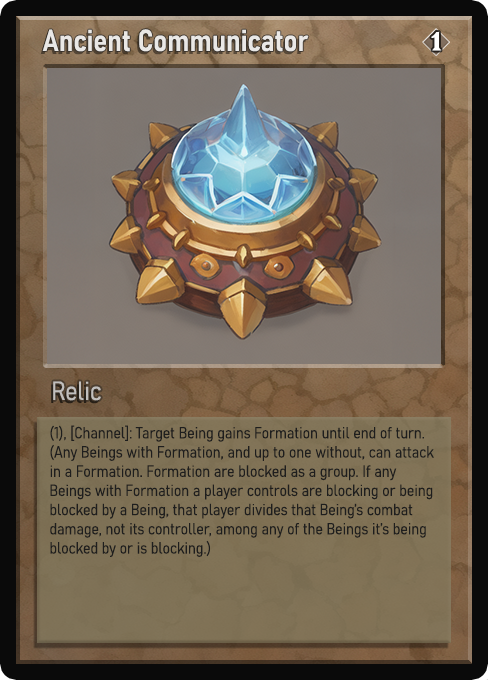 Ancient Communicator
1
Relic
(1), [Channel]: Target Being gains Formation until end of turn.
(Any Beings with Formation, and up to one without, can attack
in a Formation. Formation are blocked as a group. If any
Beings with Formation a player controls are blocking or being
blocked by a Being, that player divides that Being's combat
damage, not its controller, among any of the Beings it's being
blocked by or is blocking.)